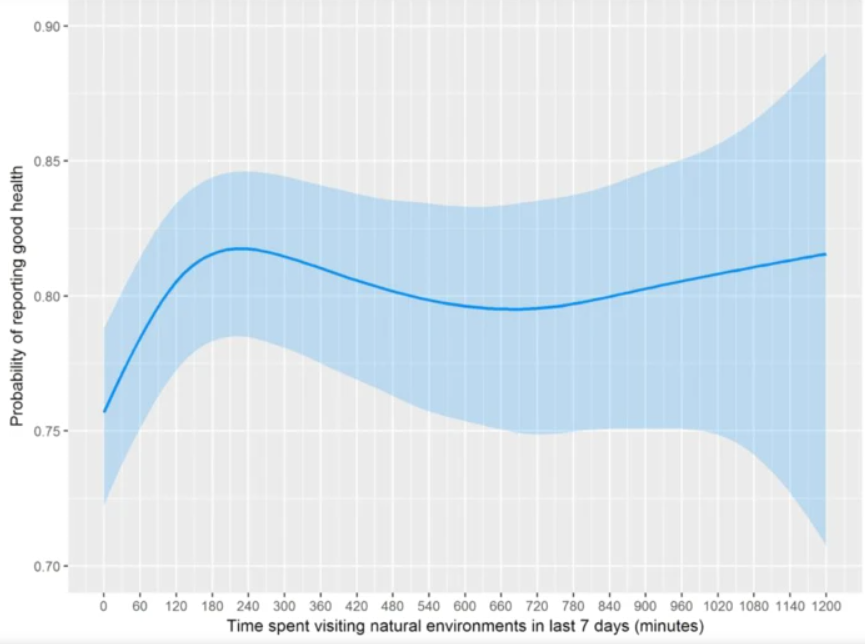 0.90
0.85
0.80
0.75
0.70
Probability of reporting good health
0 60 120 180 240 300 360 420 480 540 600 660 720 780 840 900 960 1020 1080 1140 1200
Time spent visiting natural environments in last 7 days (minutes)